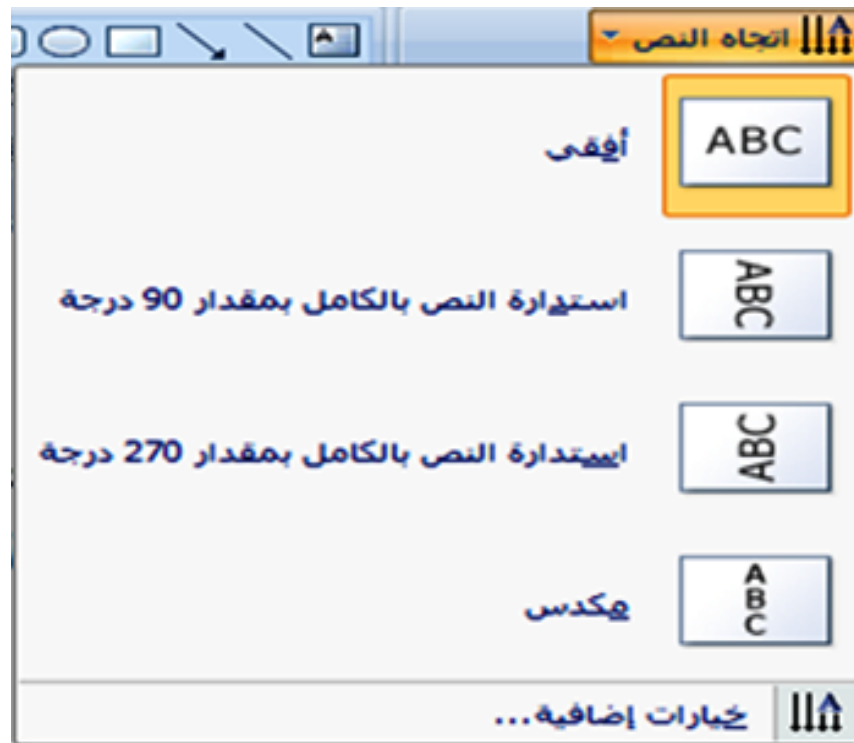 اتجاه النص
ABC
أفقى
ABC
استدارة النص بالكامل بمقدار 90 درجة
ABC
استدارة النص بالكامل بمقدار 270 درجة
A
B
C
مكدس
خيارات إضافية...
A